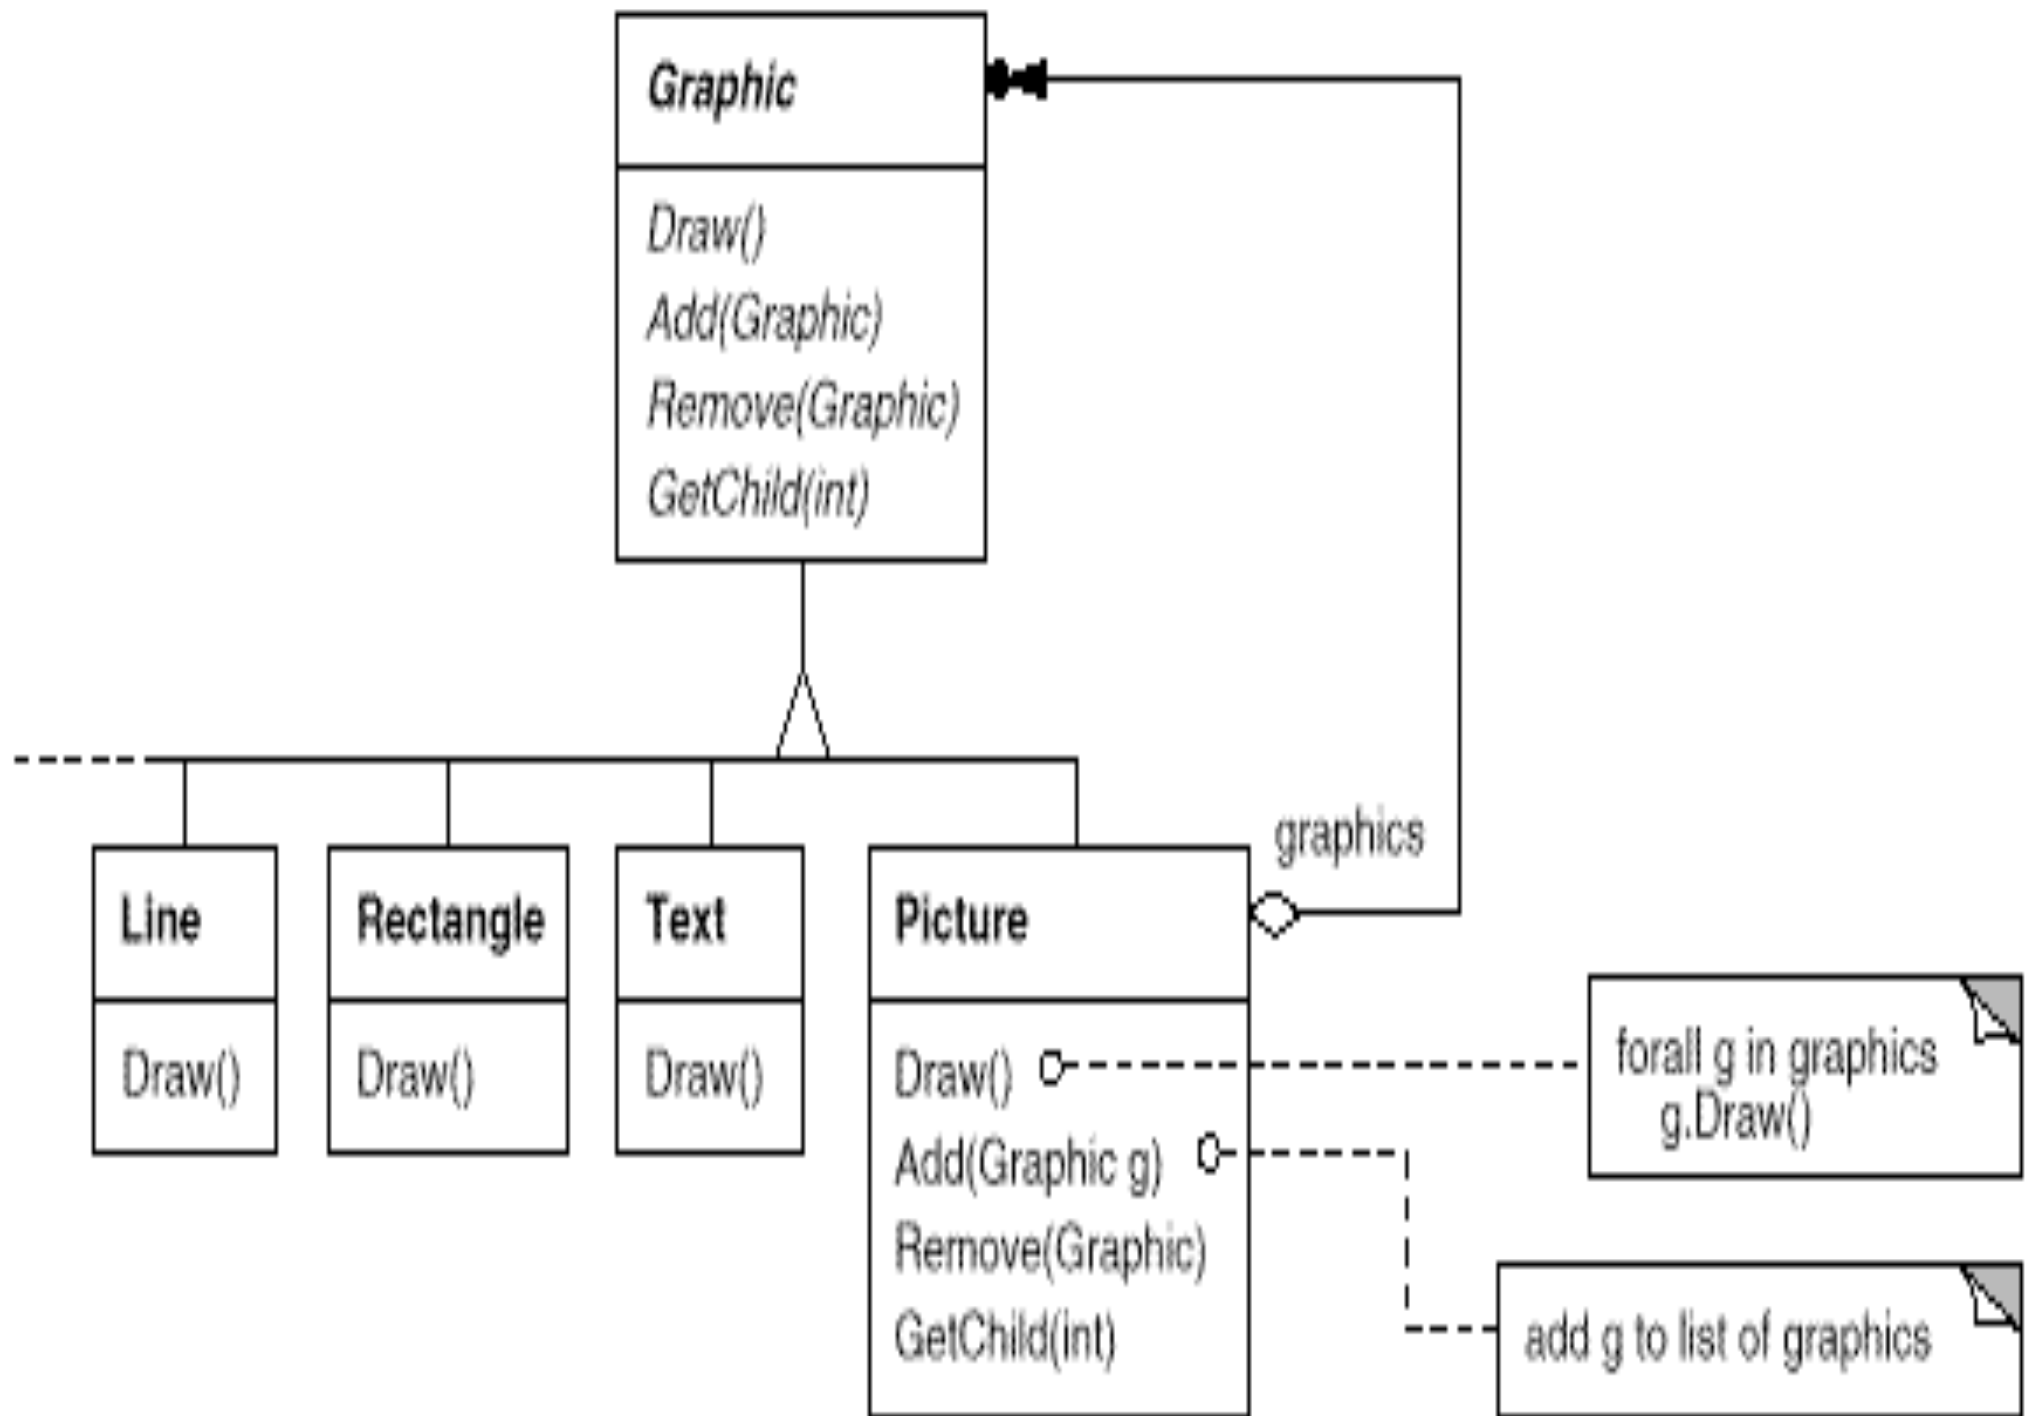 Graphic
Draw()
Add(Graphic)
Remove(Graphic)
GetChild(int)
graphics
Line
Draw()
Rectangle
Draw()
Text
Draw()
Picture
Draw()
Add(Graphic g)
Remove(Graphic)
GetChild(int)
forall g in graphics
g.Draw()
add g to list of graphics